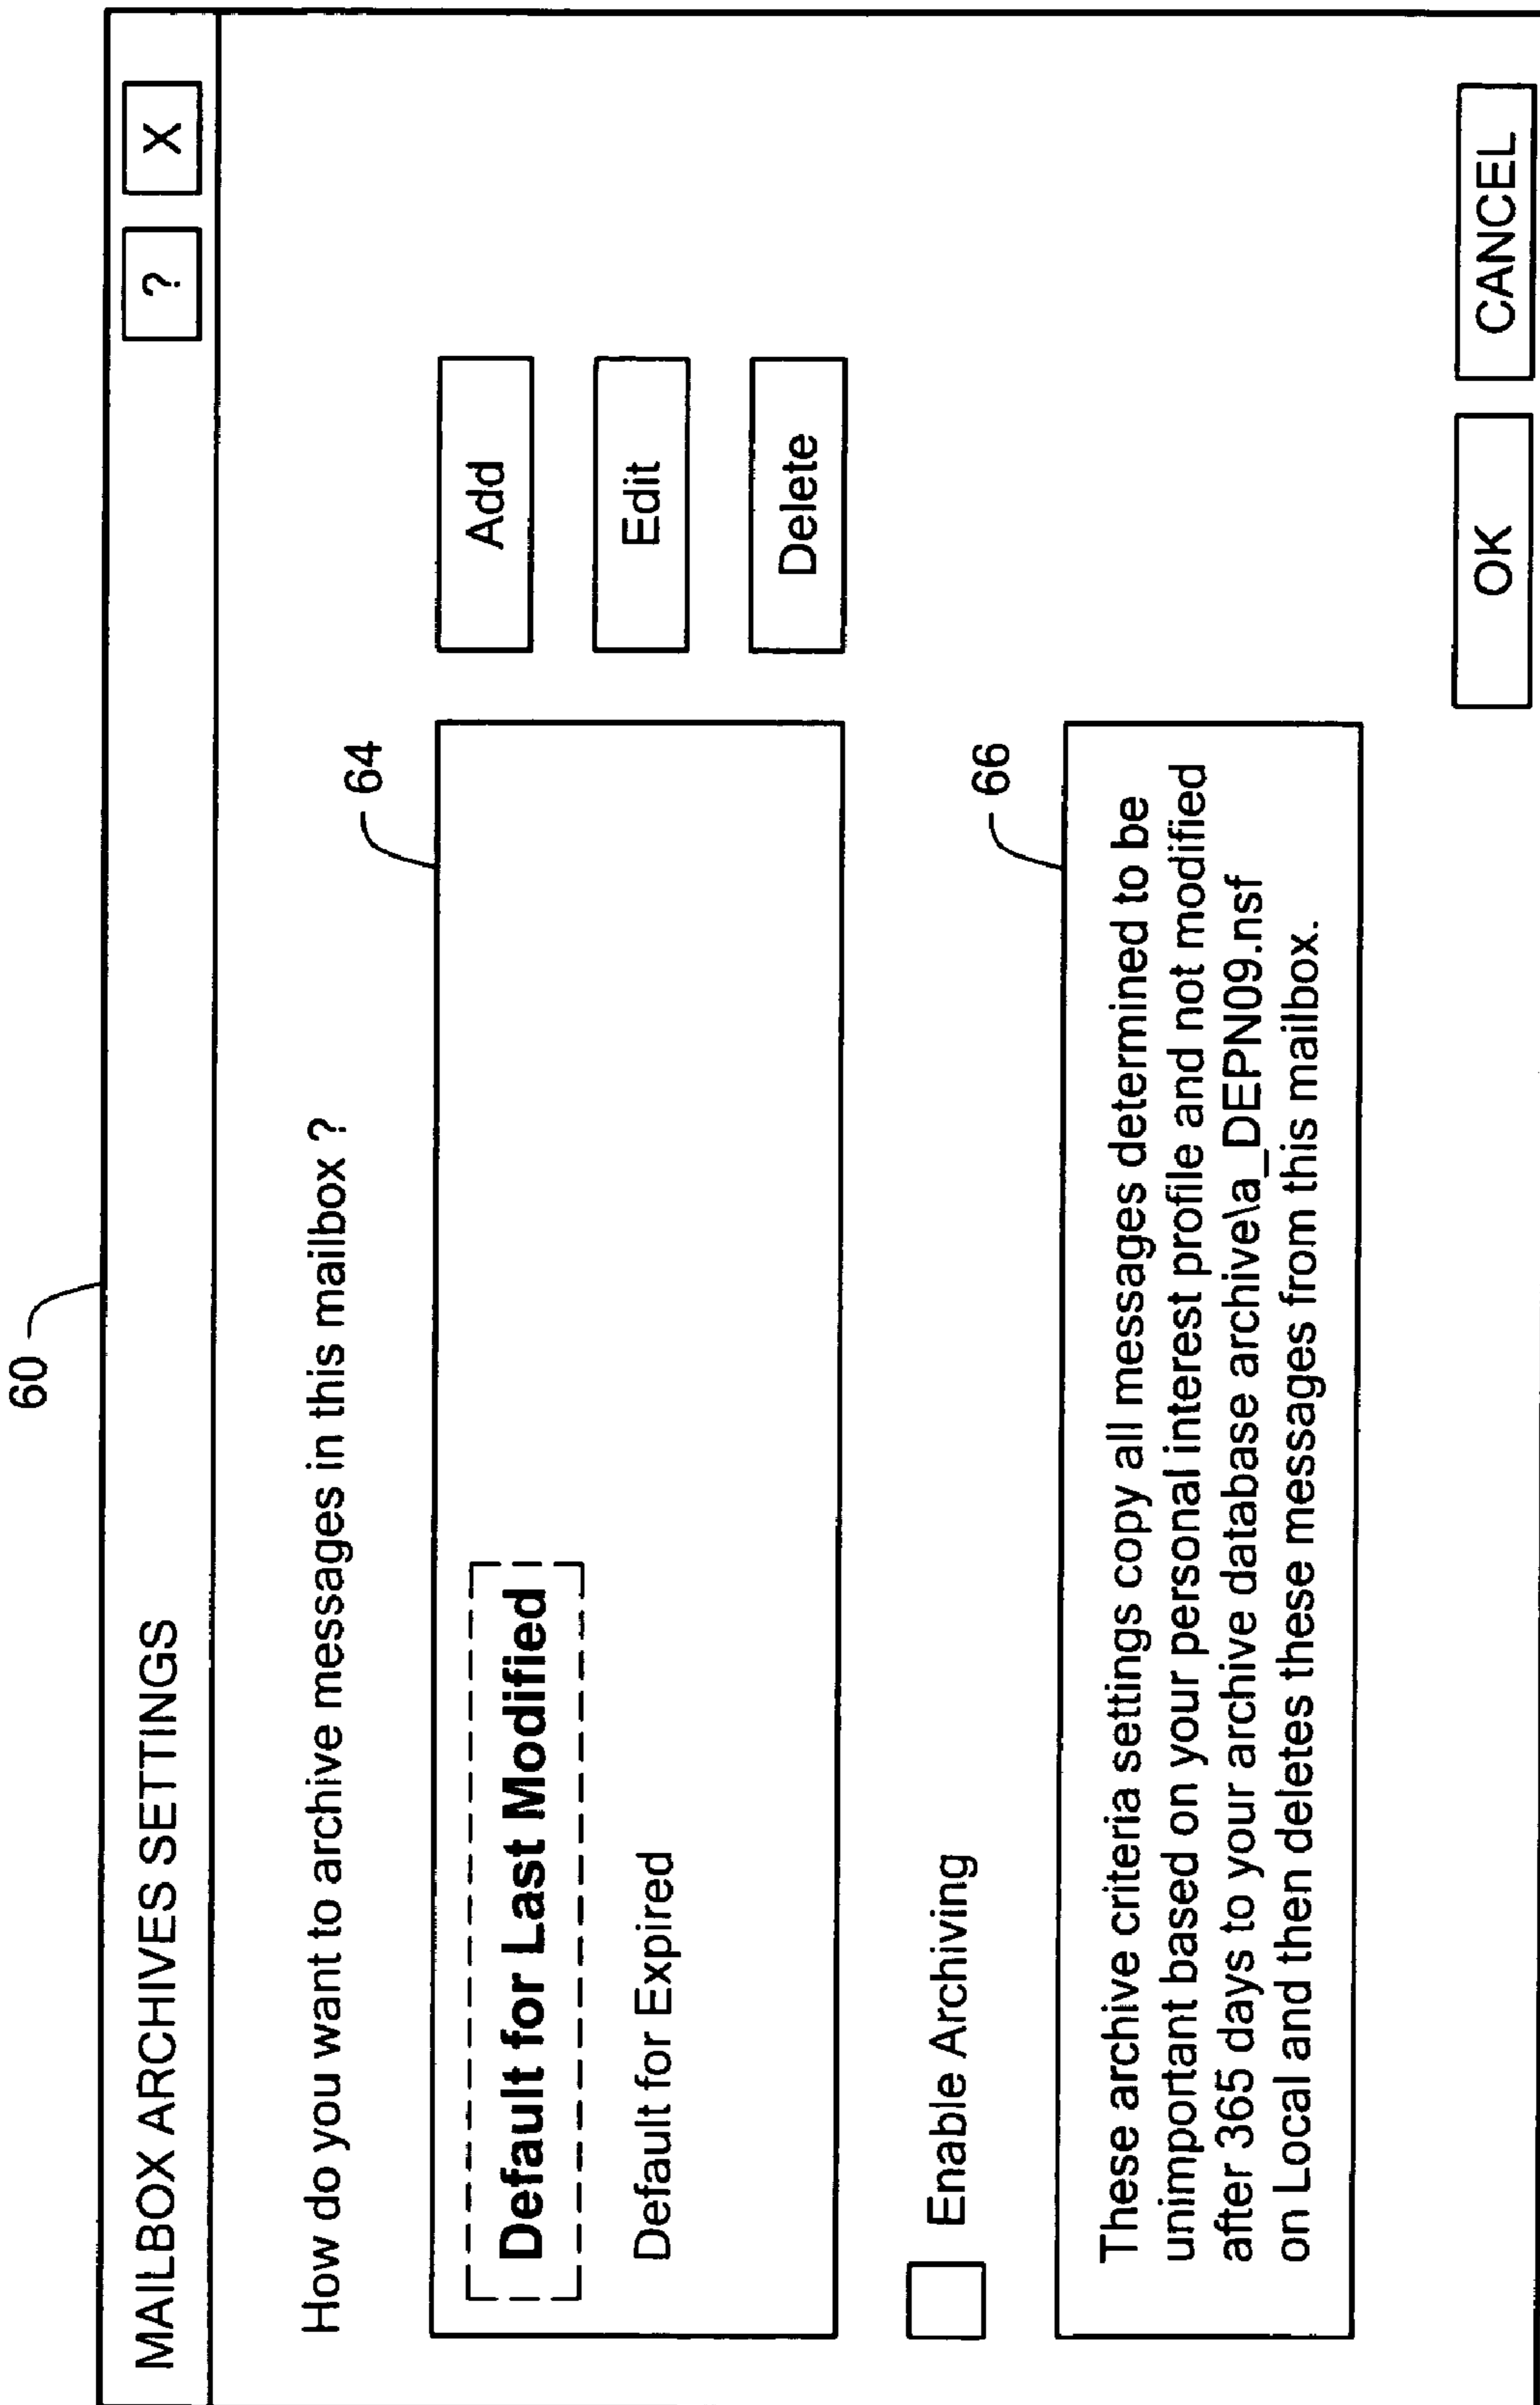 60
MAILBOX ARCHIVES SETTINGS
?
X
How do you want to archive messages in this mailbox ?
64
Default for Last Modified
Default for Expired
Add
Edit
Delete
Enable Archiving
66
These archive criteria settings copy all messages determined to be
unimportant based on your personal interest profile and not modified
after 365 days to your archive database archive\a_DEPN09.nsf
on Local and then deletes these messages from this mailbox.
OK
CANCEL